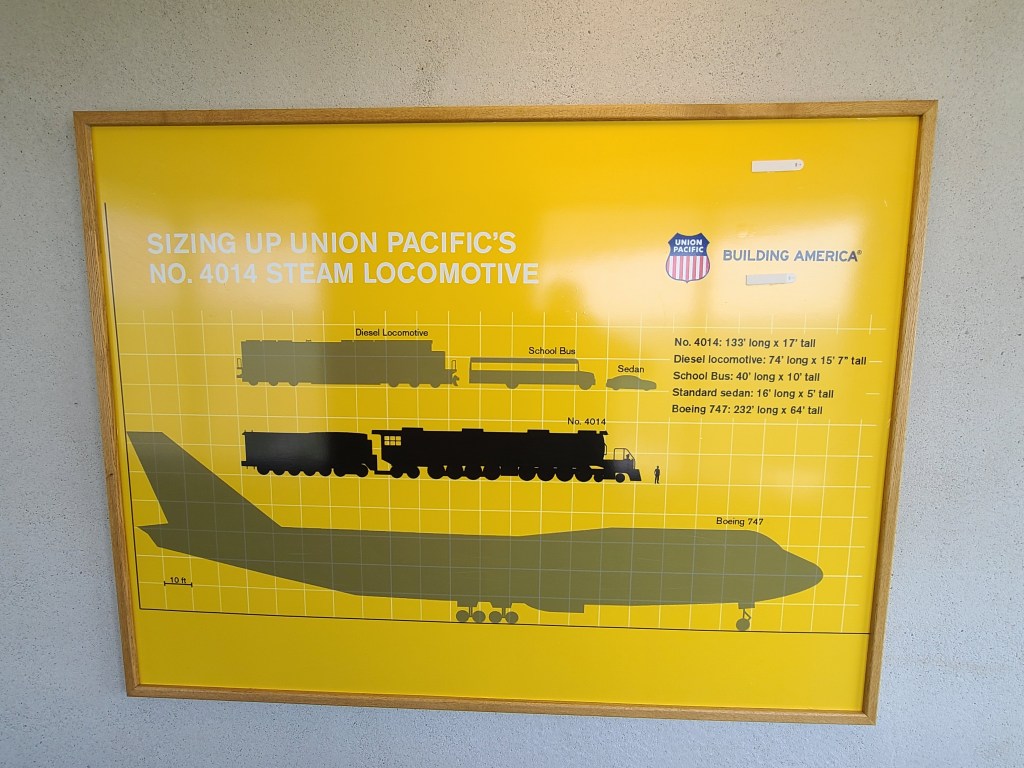 SIZING UP UNION PACIFIC'S
NO. 4014 STEAM LOCOMOTIVE
UNION
PACIFIC
BUILDING AMERICA®
Diesel Locomotive
School Bus
Sedan
No. 4014: 133' long x 17' tall
Diesel locomotive: 74' long x 15' 7" tall
School Bus: 40' long x 10' tall
Standard sedan: 16' long x 5' tall
Boeing 747: 232' long x 64' tall
No. 4014
Boeing 747
10 ft